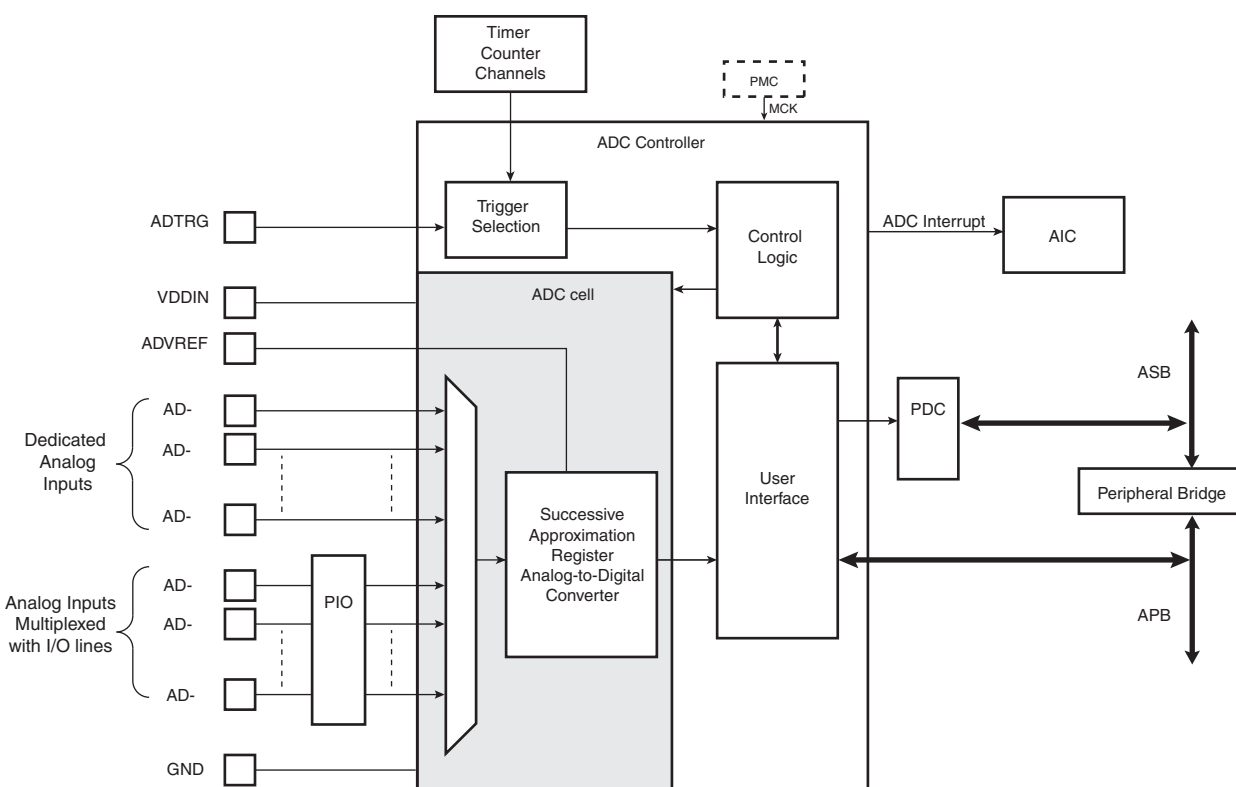 Timer
Counter
Channels
PMC
MCK
ADC Controller
ADTRG
Trigger
Selection
Control
Logic
ADC Interrupt
AIC
VDDIN
ADC cell
ADVREF
ASB
Dedicated
Analog
Inputs
AD-
AD-
AD-
PDC
User
Interface
Peripheral Bridge
Successive
Approximation
Register
Analog-to-Digital
Converter
Analog Inputs
Multiplexed
with I/O lines
AD-
AD-
AD-
PIO
APB
GND